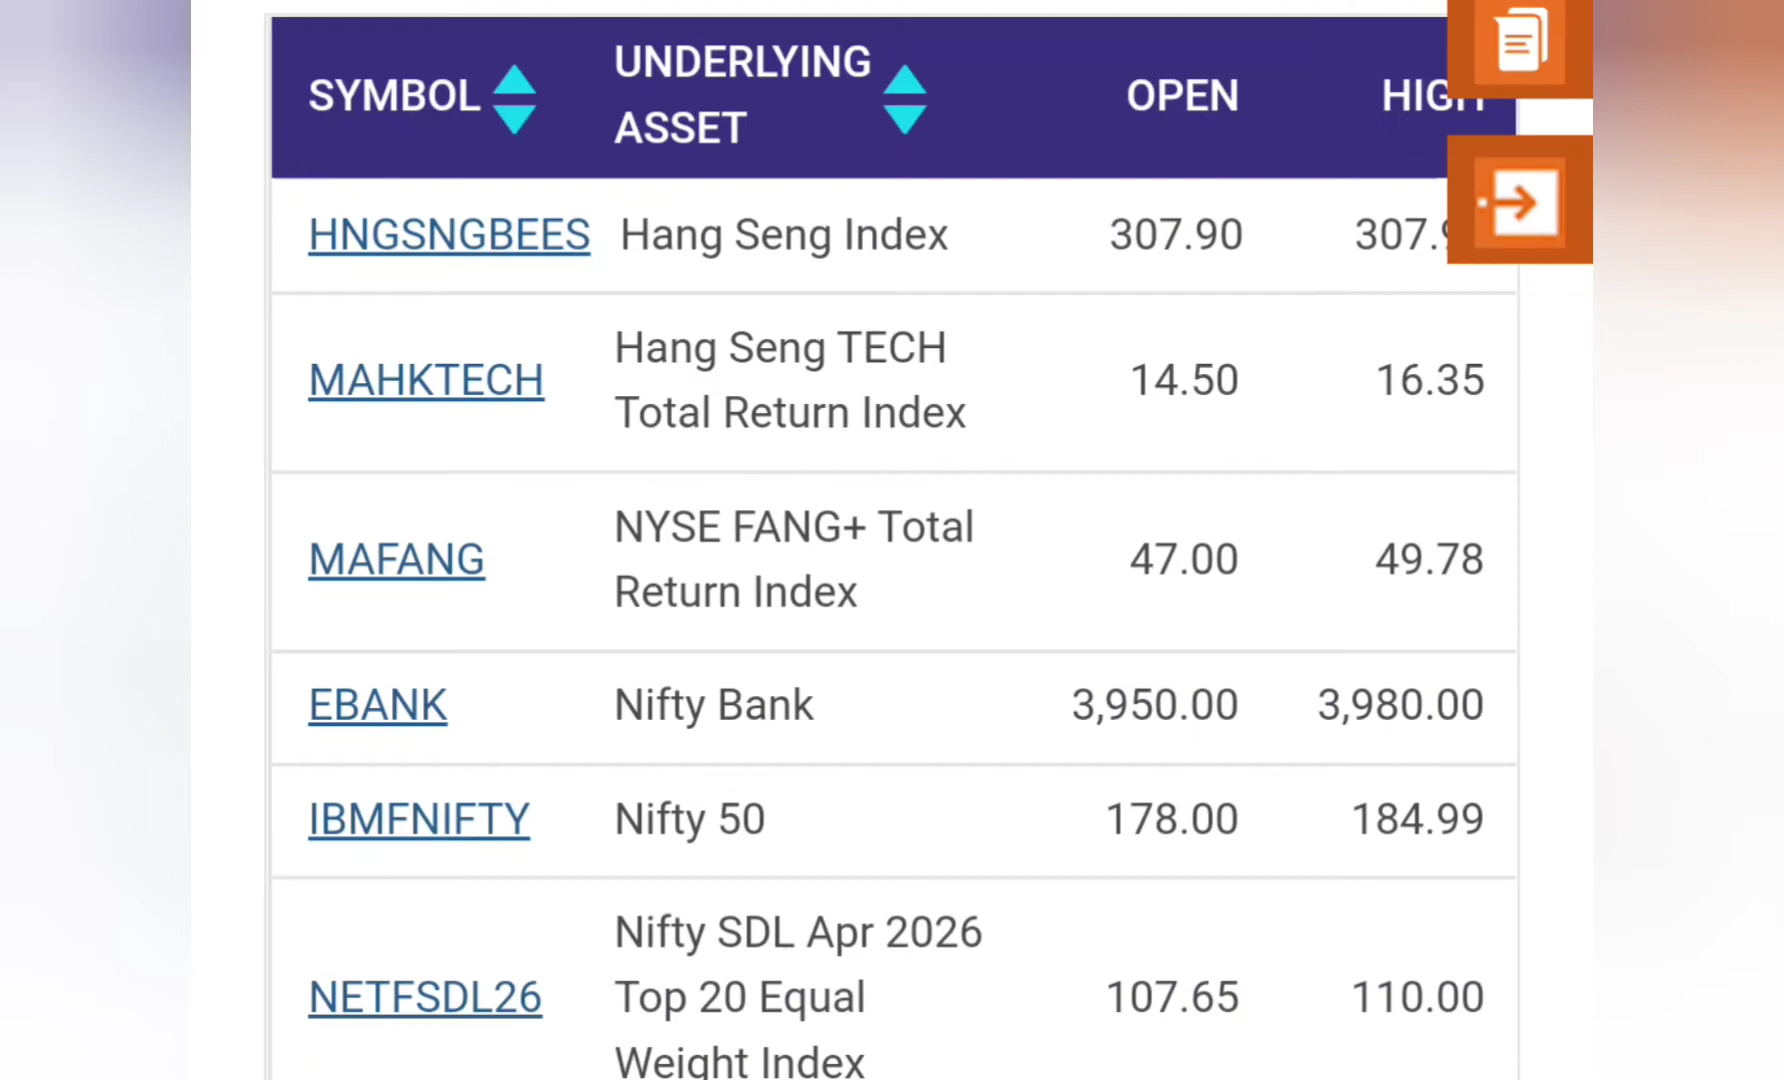 SYMBOL
UNDERLYING
ASSET
OPEN
HIGH
HNGSNGBEES Hang Seng Index 307.90
MAHKTECH
Hang Seng TECH
Total Return Index
14.50 16.35
MAFANG
NYSE FANG+ Total
Return Index
47.00 49.78
EBANK Nifty Bank 3,950.00 3,980.00
IBMFNIFTY Nifty 50 178.00 184.99
NETFSDL26
Nifty SDL Apr 2026
Top 20 Equal
Weight Index
107.65 110.00